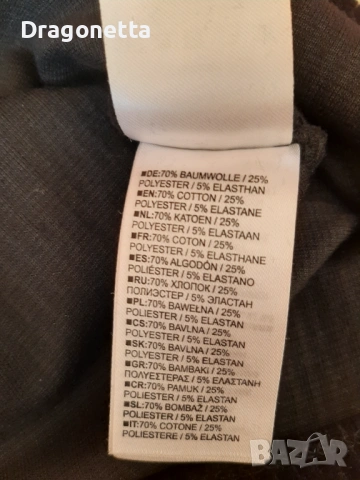 Dragonetta
■DE:70% BAUMWOLLE / 25%
POLYESTER / 5% ELASTHAN
■EN:70% COTTON / 25%
POLYESTER / 5% ELASTANE
■NL:70% KATOEN / 25%
POLYESTER / 5% ELASTAAN
■FR:70% COTON / 25%
POLYESTER / 5% ELASTHANE
■ES:70% ALGODÓN / 25%
POLIÉSTER / 5% ELASTANO
■RU:70% ХЛОПОК / 25%
ПОЛИЭСТЕР / 5% ЭЛАСТАН
■PL:70% BAWEŁNA / 25%
POLIESTER / 5% ELASTAN
■CS:70% BAVLNA / 25%
POLYESTER / 5% ELASTAN
■SK:70% BAVLNA / 25%
POLYESTER / 5% ELASTAN
■GR:70% ΒΑΜΒΑΚΙ / 25%
ΠΟΛΥΕΣΤΕΡΑΣ / 5% ΕΛΑΣΤΑΝΗ
■CR:70% PAMUK / 25%
POLIESTER / 5% ELASTAN
■SL:70% BOMBAŽ / 25%
POLIESTER / 5% ELASTAN
■IT:70% COTONE / 25%
POLIESTERE / 5% ELASTAN
BAZAR